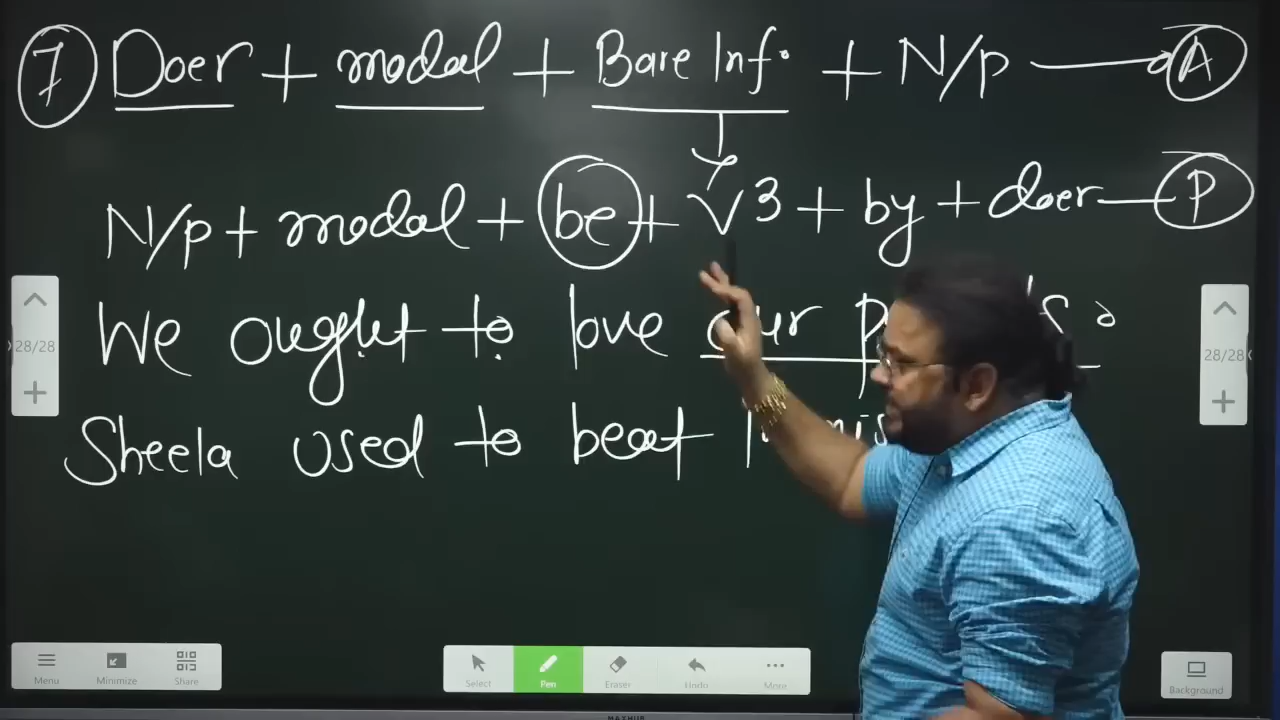 7 Doer + modal + Bare Inf. + N/p → A
N/p + modal + be + V3 + by + doer — P
We ought to love our
Sheela used to beat
28/28
28/28
Menu Minimize Share Select Pen Eraser Undo More Background